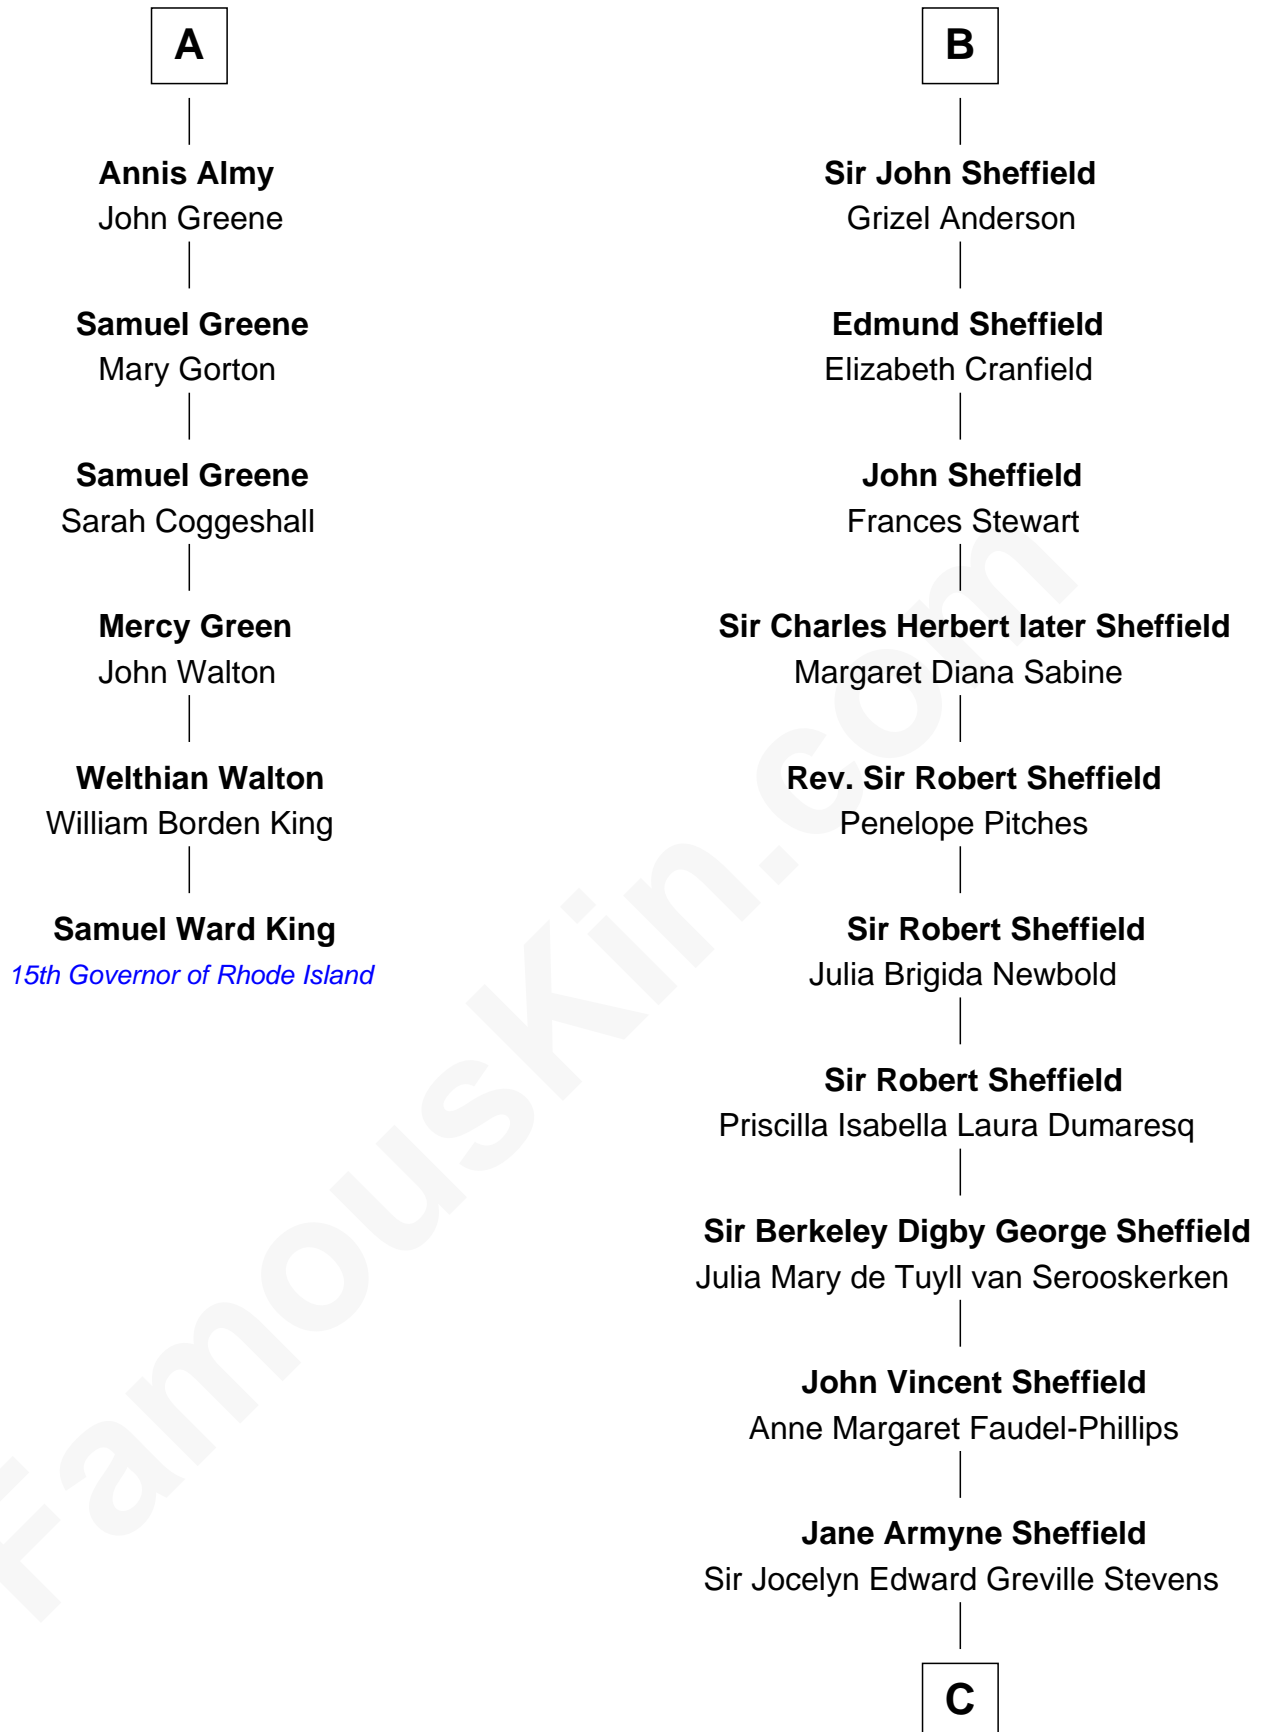 A
Annis Almy
John Greene
Samuel Greene
Mary Gorton
Samuel Greene
Sarah Coggeshall
Mercy Green
John Walton
Welthian Walton
William Borden King
Samuel Ward King
15th Governor of Rhode Island
B
Sir John Sheffield
Grizel Anderson
Edmund Sheffield
Elizabeth Cranfield
John Sheffield
Frances Stewart
Sir Charles Herbert later Sheffield
Margaret Diana Sabine
Rev. Sir Robert Sheffield
Penelope Pitches
Sir Robert Sheffield
Julia Brigida Newbold
Sir Robert Sheffield
Priscilla Isabella Laura Dumaresq
Sir Berkeley Digby George Sheffield
Julia Mary de Tuyll van Serooskerken
John Vincent Sheffield
Anne Margaret Faudel-Phillips
Jane Armyne Sheffield
Sir Jocelyn Edward Greville Stevens
C
FamousKin.com